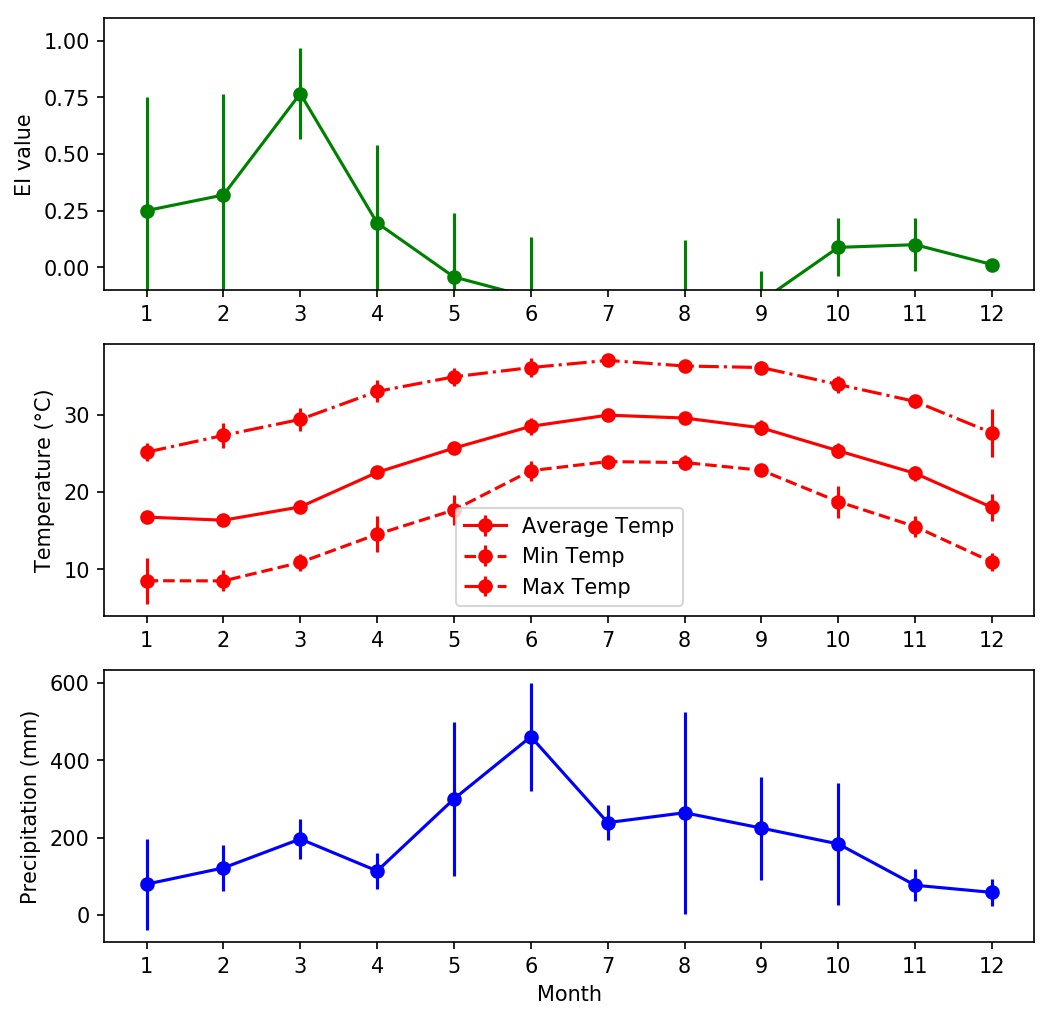 EI value
1.00
0.75
0.50
0.25
0.00
1 2 3 4 5 6 7 8 9 10 11 12
Temperature (°C)
30
20
10
Average Temp
Min Temp
Max Temp
1 2 3 4 5 6 7 8 9 10 11 12
Precipitation (mm)
600
400
200
0
1 2 3 4 5 6 7 8 9 10 11 12
Month